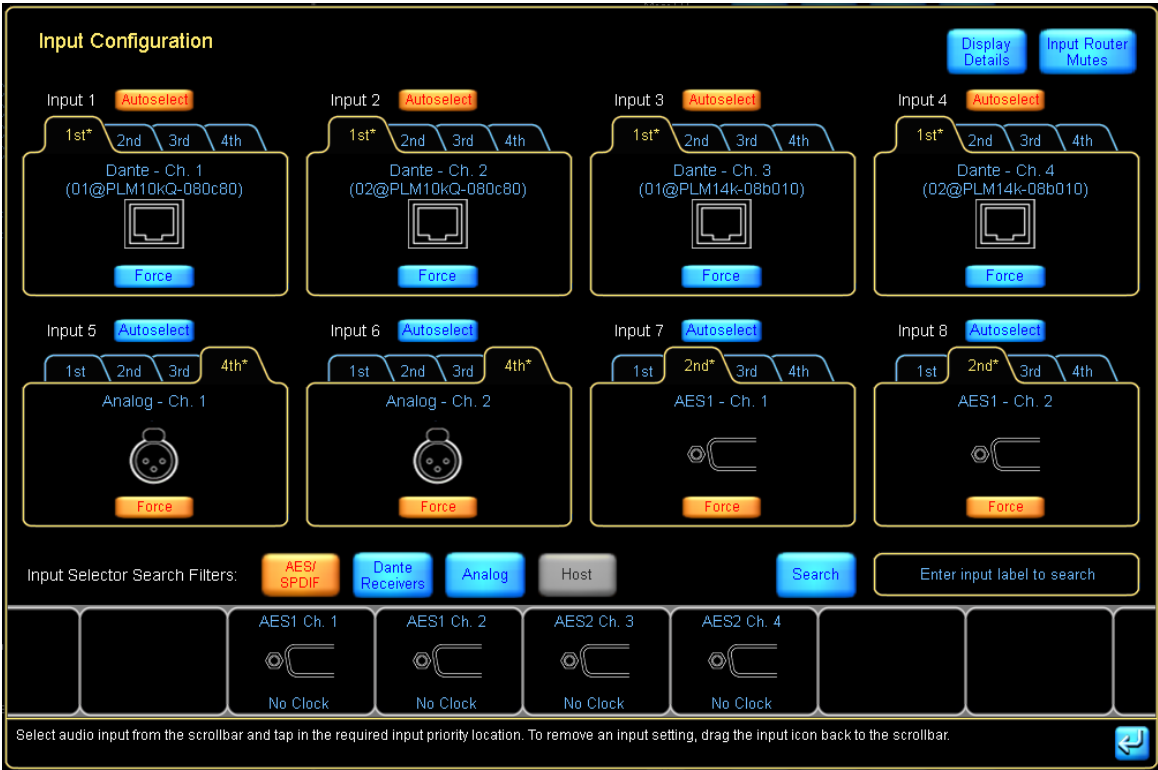 Input Configuration
Display Details
Input Router Mutes
Input 1 Autoselect
Input 2 Autoselect
Input 3 Autoselect
Input 4 Autoselect
1st* 2nd 3rd 4th
1st* 2nd 3rd 4th
1st* 2nd 3rd 4th
1st* 2nd 3rd 4th
Dante - Ch. 1
(01@PLM10kQ-080c80)
Dante - Ch. 2
(02@PLM10kQ-080c80)
Dante - Ch. 3
(01@PLM14k-08b010)
Dante - Ch. 4
(02@PLM14k-08b010)
Force
Force
Force
Force
Input 5 Autoselect
Input 6 Autoselect
Input 7 Autoselect
Input 8 Autoselect
1st 2nd 3rd 4th*
1st 2nd 3rd 4th*
1st 2nd* 3rd 4th
1st 2nd* 3rd 4th
Analog - Ch. 1
Analog - Ch. 2
AES1 - Ch. 1
AES1 - Ch. 2
Force
Force
Force
Force
Input Selector Search Filters:
AES/
SPDIF
Dante
Receivers
Analog
Host
Search
Enter input label to search
AES1 Ch. 1
AES1 Ch. 2
AES2 Ch. 3
AES2 Ch. 4
No Clock
No Clock
No Clock
No Clock
Select audio input from the scrollbar and tap in the required input priority location. To remove an input setting, drag the input icon back to the scrollbar.